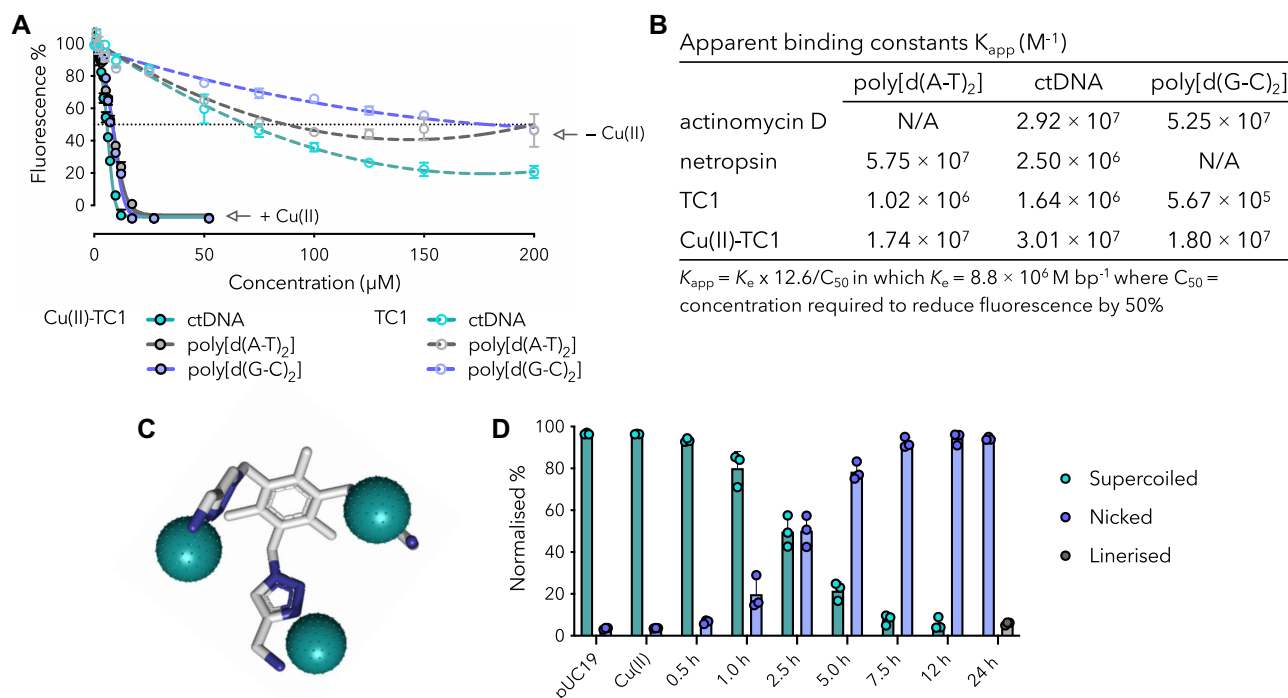 A
Fluorescence %
100
80
60
40
20
0
← – Cu(II)
← + Cu(II)
0
50
100
150
200
Concentration (µM)
Cu(II)-TC1
ctDNA
poly[d(A-T)₂]
poly[d(G-C)₂]
TC1
ctDNA
poly[d(A-T)₂]
poly[d(G-C)₂]
B
Apparent binding constants Kapp (M⁻¹)
poly[d(A-T)₂] ctDNA poly[d(G-C)₂]
actinomycin D N/A 2.92 × 10⁷ 5.25 × 10⁷
netropsin 5.75 × 10⁷ 2.50 × 10⁶ N/A
TC1 1.02 × 10⁶ 1.64 × 10⁶ 5.67 × 10⁵
Cu(II)-TC1 1.74 × 10⁷ 3.01 × 10⁷ 1.80 × 10⁷
Kapp = Ke x 12.6/C₅₀ in which Ke = 8.8 × 10⁶ M bp⁻¹ where C₅₀ =
concentration required to reduce fluorescence by 50%
C
D
Normalised %
100
80
60
40
20
0
pUC19
Cu(II)
0.5 h
1.0 h
2.5 h
5.0 h
7.5 h
12 h
24 h
Supercoiled
Nicked
Linerised